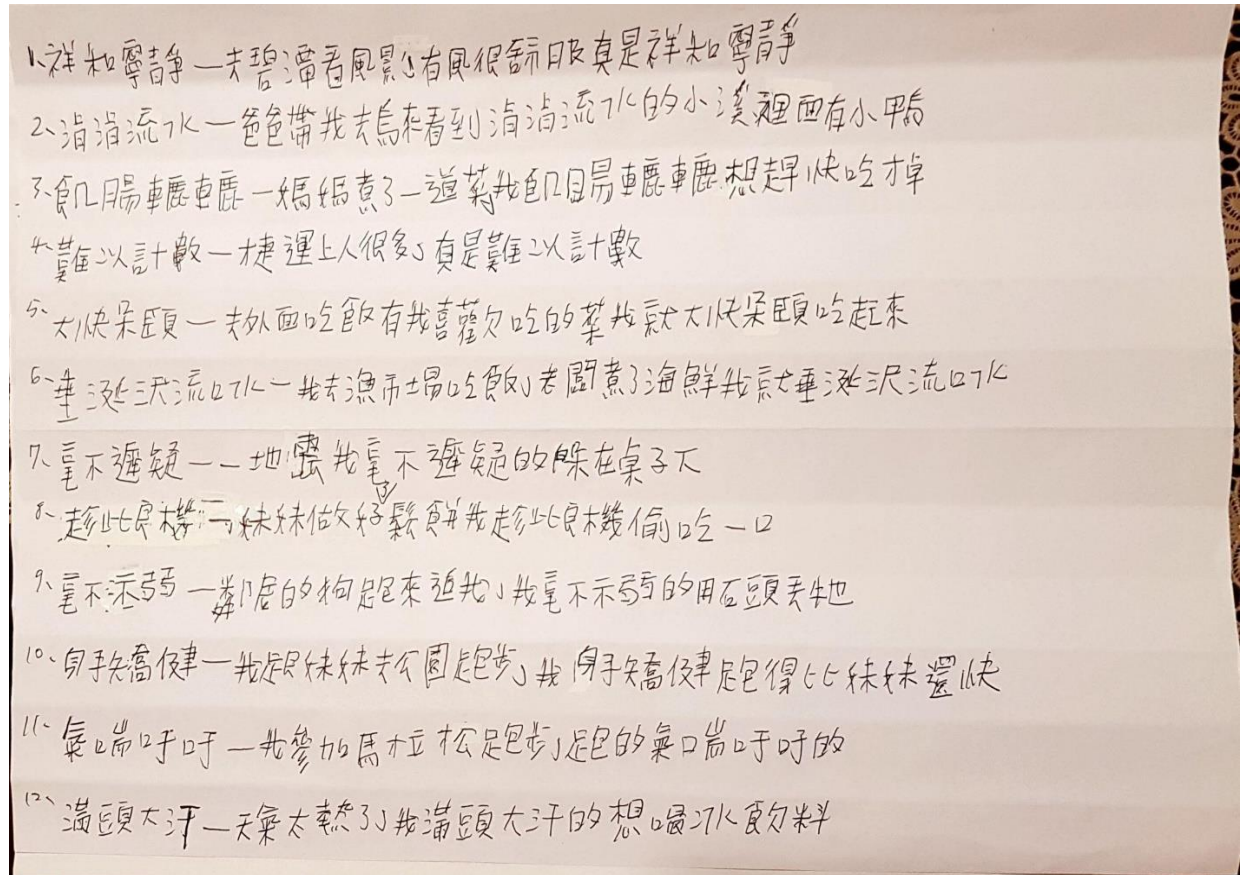 1、祥和寧靜—去碧潭看風景,有風很舒服真是祥和寧靜
2、涓涓流水—爸爸帶我去烏來看到涓涓流水的小溪裡面有小鴨
3、飢腸轆轆—媽媽煮了一道菜我飢腸轆轆想趕快吃掉
4、難以計數—捷運上人很多,真是難以計數
5、大快朵頤—去外面吃飯有我喜歡吃的菜我就大快朵頤吃起來
6、垂涎沢流口水—我去漁市場吃飯,老闆煮了海鮮我就垂涎沢流口水
7、毫不遲疑——地震我毫不遲疑的躲在桌子下
8、趁此良機—妹妹做好了鬆餅我趁此良機偷吃一口
9、毫不示弱—鄰居的狗跑來追我,我毫不示弱的用石頭丟牠
10、身手矯健—我跟妹妹去公園跑步,我身手矯健跑得比妹妹還快
11、氣喘吁吁—我參加馬拉松跑步,跑的氣喘吁吁的
12、滿頭大汗—天氣太熱了,我滿頭大汗的想喝冰飲料